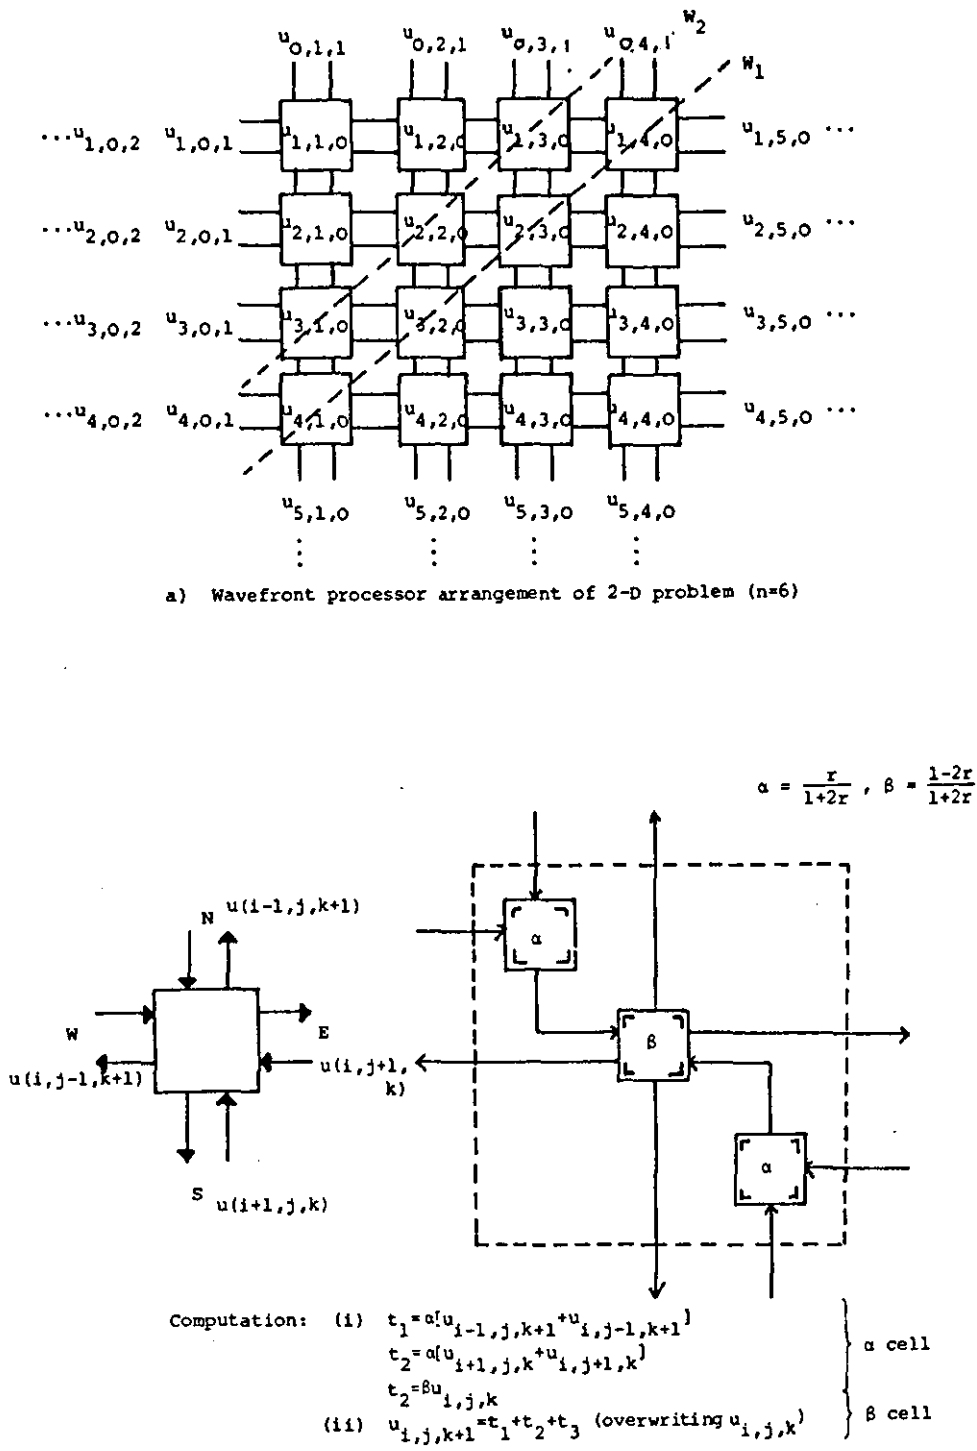 u0,1,1 u0,2,1 u0,3,1 u0,4,1 W2
W1
...u1,0,2 u1,0,1 u1,1,0 u1,2,0 u1,3,0 u1,4,0 u1,5,0 ...
...u2,0,2 u2,0,1 u2,1,0 u2,2,0 u2,3,0 u2,4,0 u2,5,0 ...
...u3,0,2 u3,0,1 u3,1,0 u3,2,0 u3,3,0 u3,4,0 u3,5,0 ...
...u4,0,2 u4,0,1 u4,1,0 u4,2,0 u4,3,0 u4,4,0 u4,5,0 ...
u5,1,0 u5,2,0 u5,3,0 u5,4,0
a) Wavefront processor arrangement of 2-D problem (n=6)
α = r/1+2r , β = 1-2r/1+2r
N u(i-1,j,k+1)
α
W E
β
u(i,j-1,k+1) u(i,j+1,
k)
α
S u(i+1,j,k)
Computation: (i) t1=α[ui-1,j,k+1+ui,j-1,k+1]
t2=α[ui+1,j,k+ui,j+1,k]
α cell
t2=βui,j,k
(ii) ui,j,k+1=t1+t2+t3 (overwriting ui,j,k)
β cell